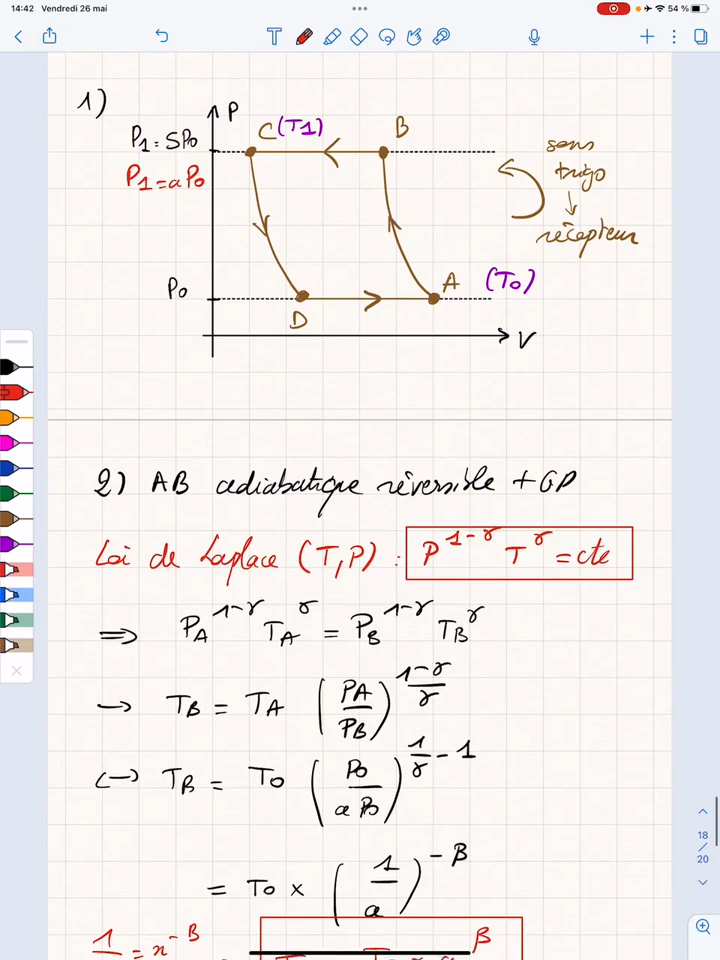 14:42 Vendredi 26 mai
54 %
1)
P
C (T1)
B
P1 = 5P0
P1 = aP0
sens
trigo
↓
récepteur
P0
A (T0)
D
V
2) AB adiabatique réversible + GP
Loi de Laplace (T,P) : P^{1-γ} T^γ = cte
⟹ PA^{1-γ} TA^γ = PB^{1-γ} TB^γ
→ TB = TA (PA/PB)^{(1-γ)/γ}
↔ TB = T0 (P0/aP0)^{1/γ - 1}
= T0 × (1/a)^{-β}
1/ = x^{-β}
β
18
/
20